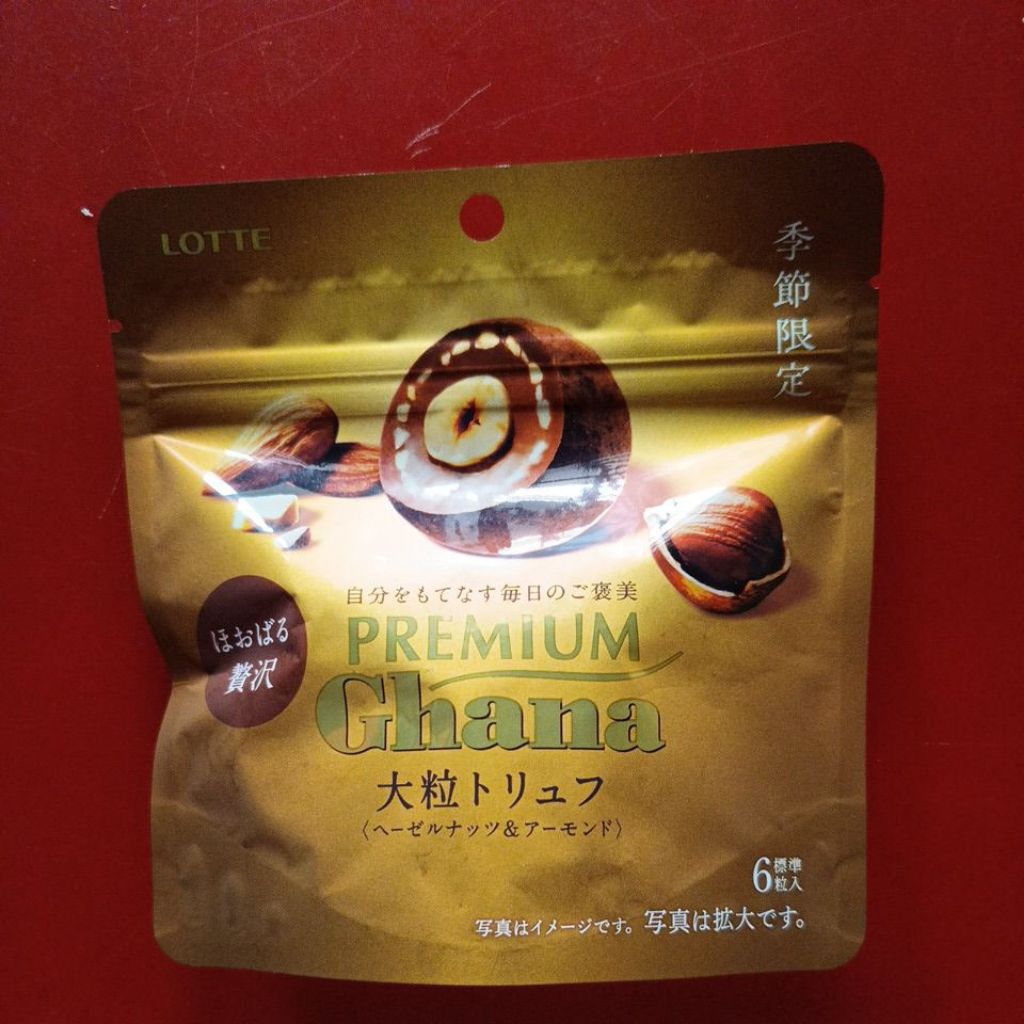 LOTTE
季節限定
自分をもてなす毎日のご褒美
PREMIUM
Ghana
ほおばる
贅沢
大粒トリュフ
〈ヘーゼルナッツ&アーモンド〉
標準
6粒入
写真はイメージです。写真は拡大です。